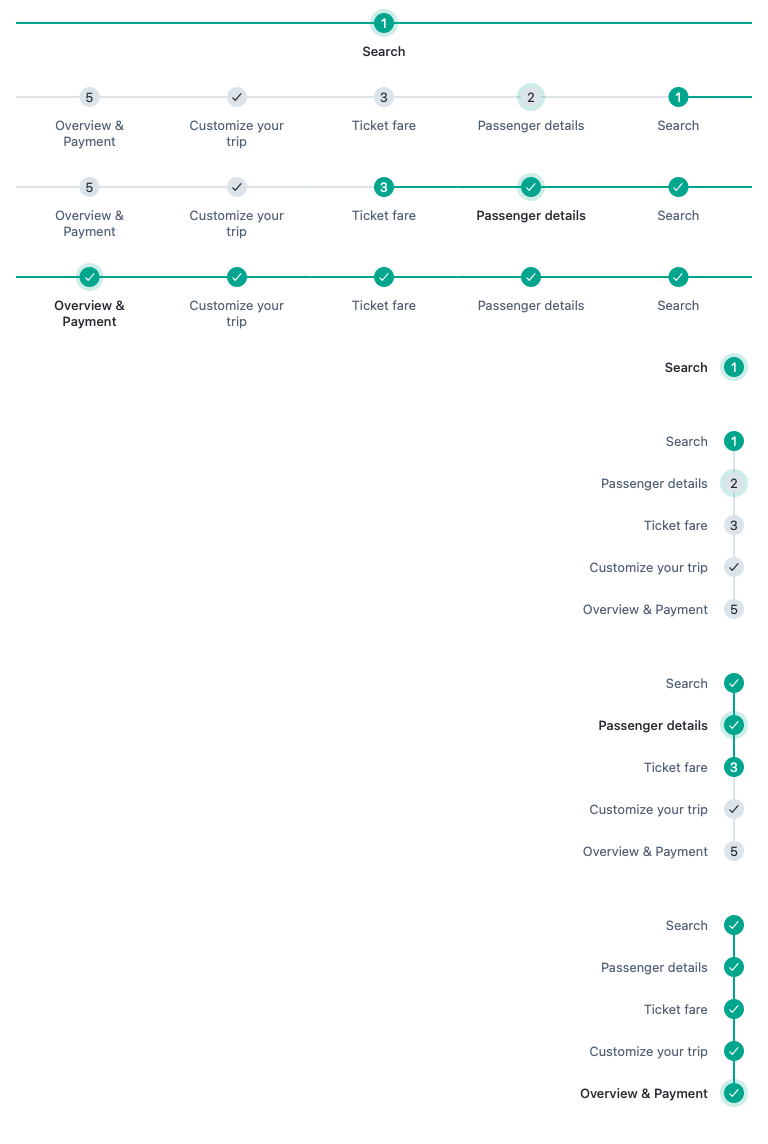 1
Search
5 3 2 1
Overview & Payment Customize your trip Ticket fare Passenger details Search
5 3
Overview & Payment Customize your trip Ticket fare Passenger details Search
Overview & Payment Customize your trip Ticket fare Passenger details Search
Search 1
Search 1
Passenger details 2
Ticket fare 3
Customize your trip
Overview & Payment 5
Search
Passenger details
Ticket fare 3
Customize your trip
Overview & Payment 5
Search
Passenger details
Ticket fare
Customize your trip
Overview & Payment